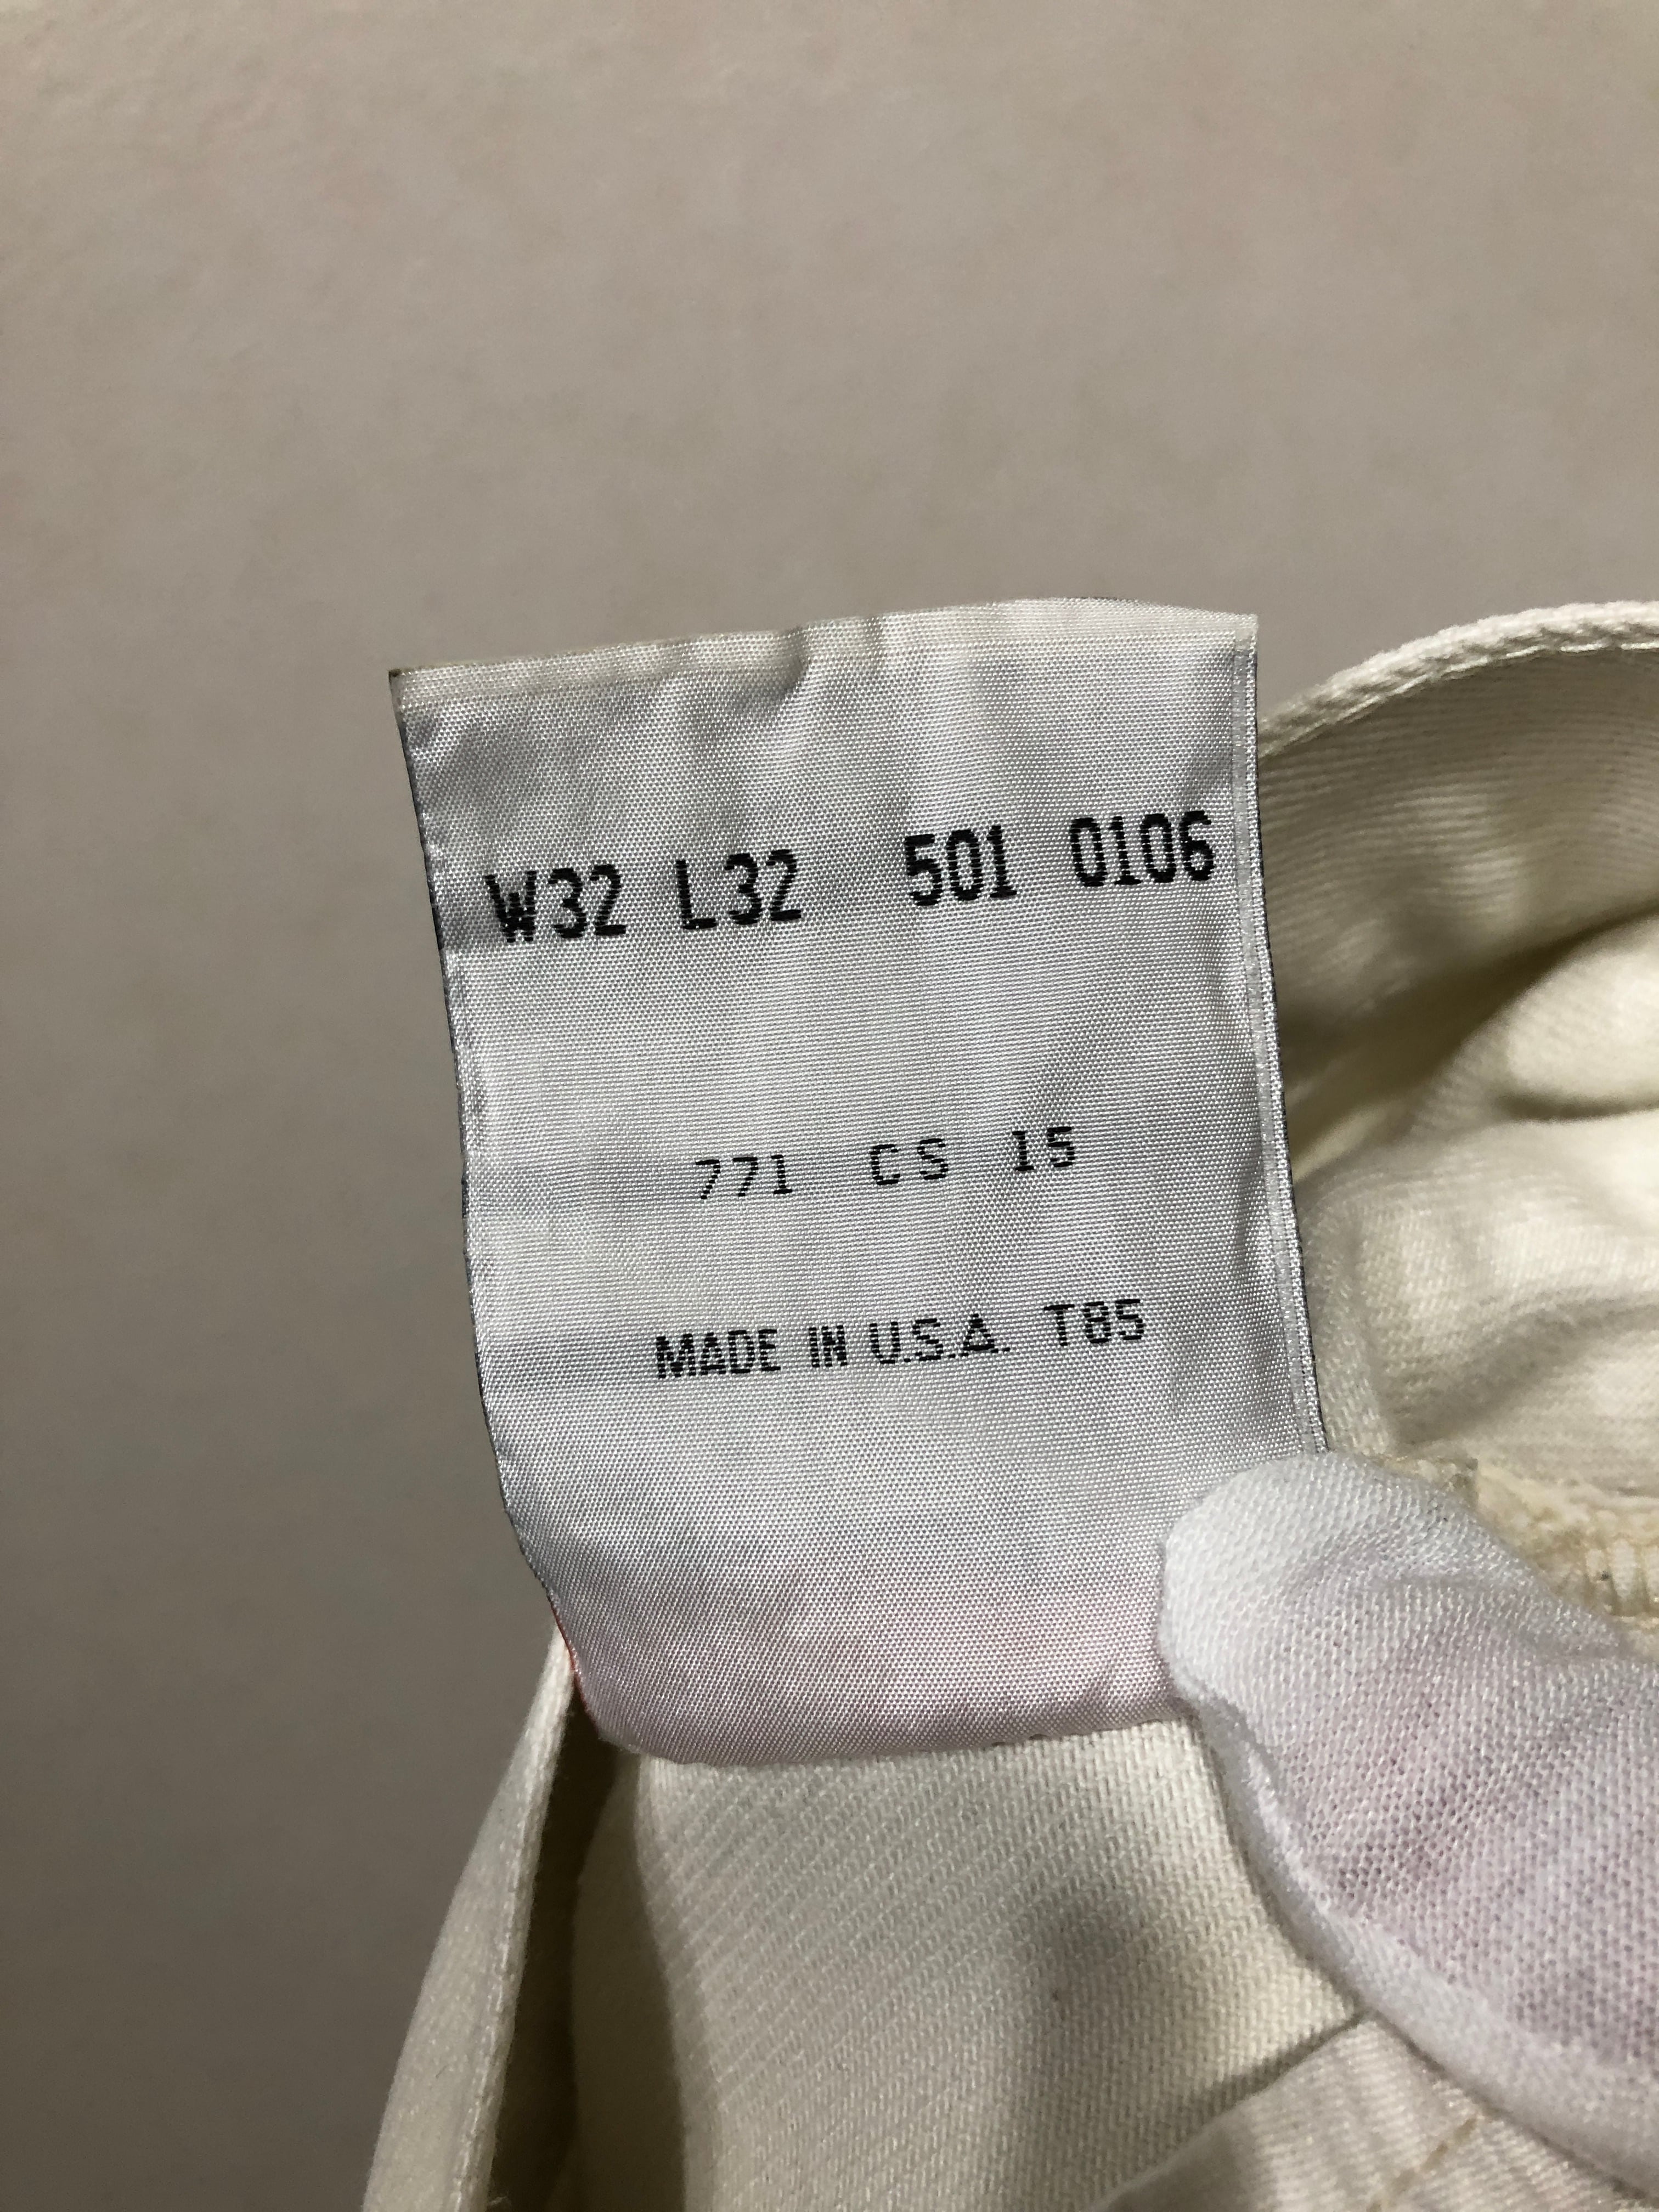 W32 L32 501 0106
771 CS 15
MADE IN U.S.A. T85